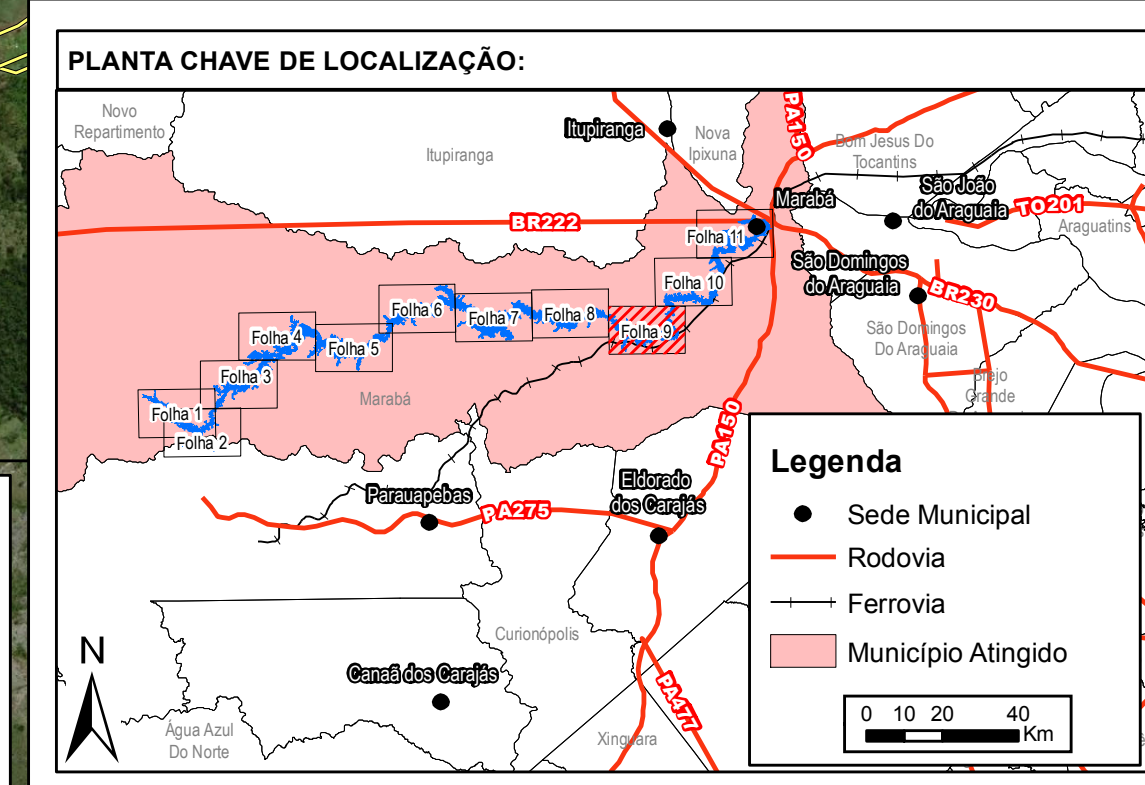 PLANTA CHAVE DE LOCALIZAÇÃO:
Novo
Repartimento
Itupiranga
Itupiranga
Nova
Ipixuna
PA150
Bom Jesus Do
Tocantins
Marabá
São João
do Araguaia
TO201
Araguatins
BR222
Folha 11
São Domingos
do Araguaia
BR230
Folha 10
Folha 6
Folha 7
Folha 8
Folha 9
São Domingos
Do Araguaia
Folha 4
Folha 5
Folha 3
Brejo
Grande
Marabá
Folha 1
Folha 2
PA150
Parauapebas
PA275
Eldorado
dos Carajás
Curionópolis
Canaã dos Carajás
PA477
Água Azul
Do Norte
Xinguara
N
Legenda
Sede Municipal
Rodovia
Ferrovia
Município Atingido
0 10 20 40
Km